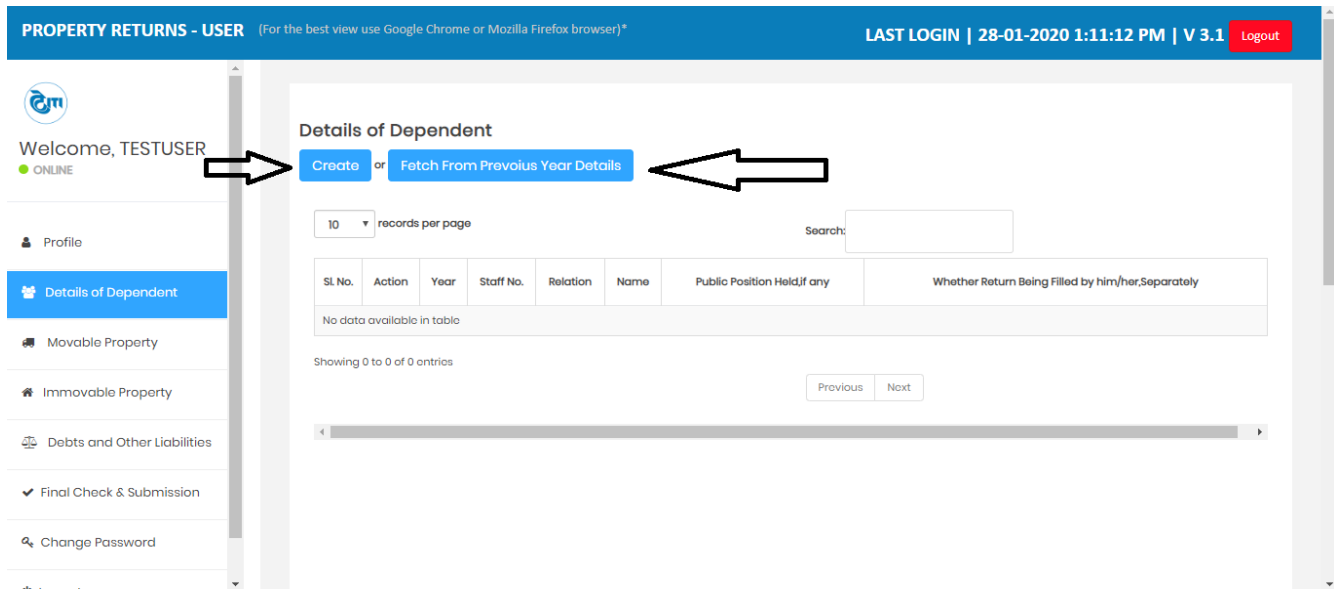 PROPERTY RETURNS - USER (For the best view use Google Chrome or Mozilla Firefox browser)* LAST LOGIN | 28-01-2020 1:11:12 PM | V 3.1 Logout
Welcome, TESTUSER
ONLINE
Profile
Details of Dependent
Movable Property
Immovable Property
Debts and Other Liabilities
Final Check & Submission
Change Password
Details of Dependent
Create or Fetch From Prevoius Year Details
10 records per page Search:
Sl. No. Action Year Staff No. Relation Name Public Position Held,if any Whether Return Being Filled by him/her,Separately
No data available in table
Showing 0 to 0 of 0 entries
Previous Next